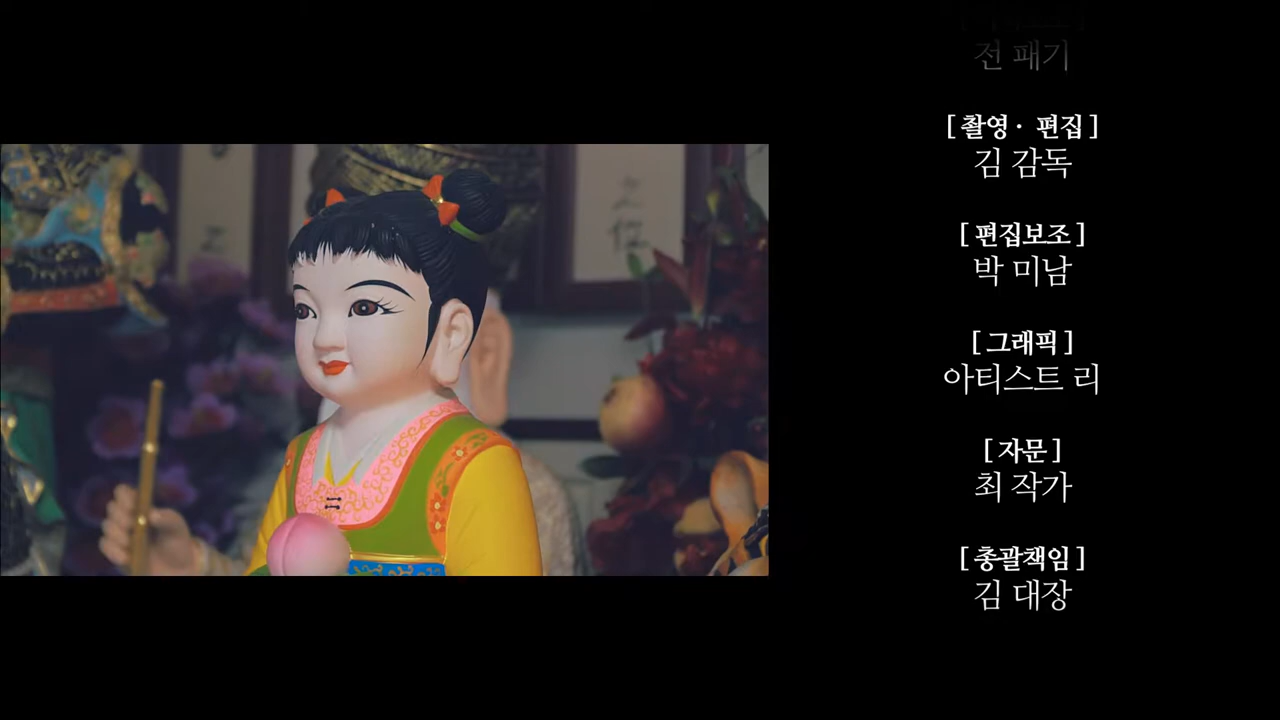 전 패기
[ 촬영 · 편집 ]
김 감독
[ 편집보조 ]
박 미남
[ 그래픽 ]
아티스트 리
[ 자문 ]
최 작가
[ 총괄책임 ]
김 대장